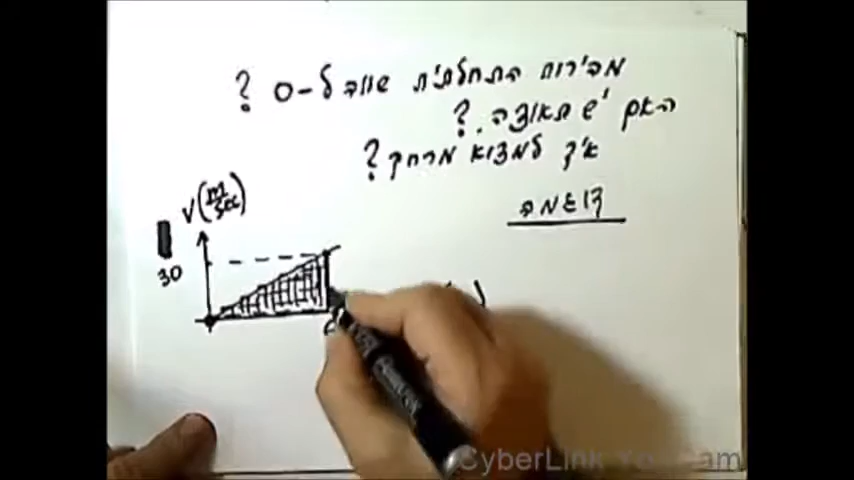 מהירות התחלתית שווה ל-0 ?
האם יש תאוצה. ?
איך למצוא מרחק ?
דוגמה
V(m/sec)
30
CyberLink YouCam